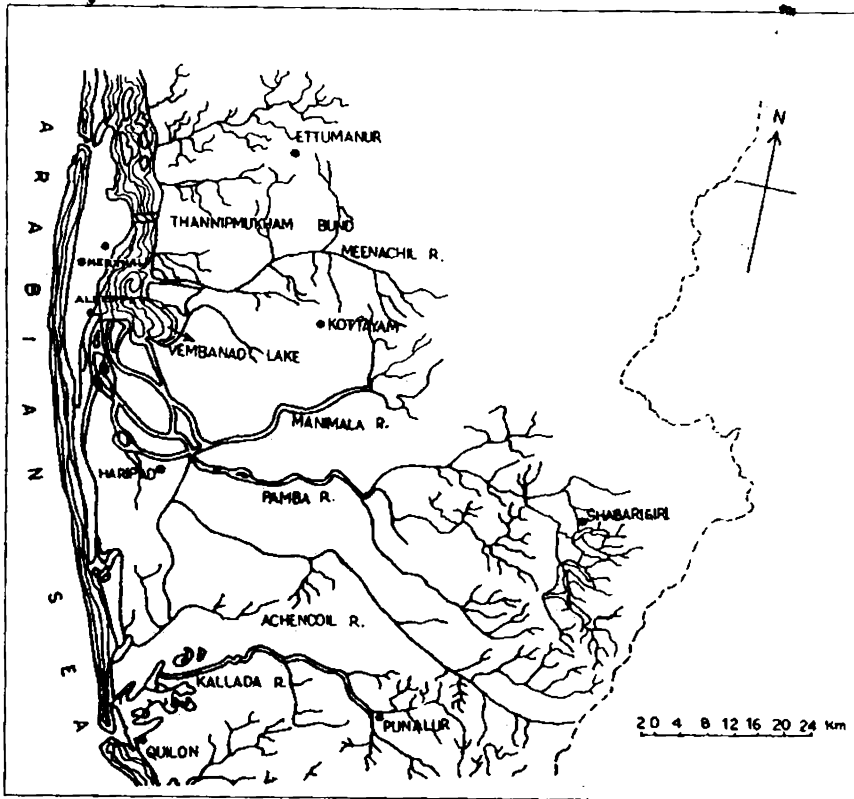 N
ETTUMANUR
THANNIPMUKHAM BUND
MEENACHIL R.
KOTTAYAM
VEMBANAD LAKE
MANIMALA R.
HARIPAD
PAMBA R.
SHABARIGIRI
ACHENCOIL R.
KALLADA R.
PUNALUR
QUILON
ARABIAN SEA
2 0 4 8 12 16 20 24 Km